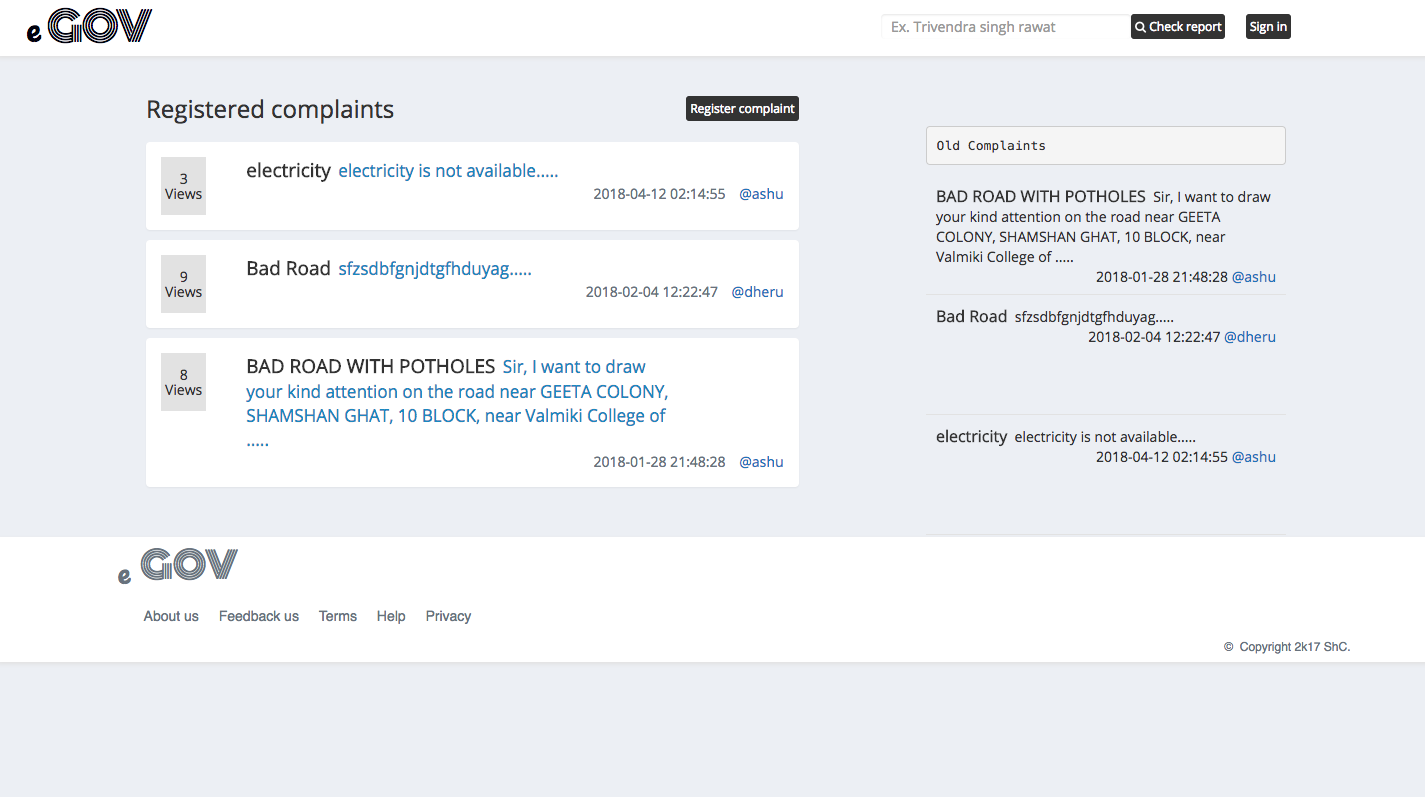 e GOV
Ex. Trivendra singh rawat
Check report
Sign in
Registered complaints
Register complaint
3
Views
electricity electricity is not available.....
2018-04-12 02:14:55 @ashu
9
Views
Bad Road sfzsdbfgnjdtgfhduyag.....
2018-02-04 12:22:47 @dheru
8
Views
BAD ROAD WITH POTHOLES Sir, I want to draw
your kind attention on the road near GEETA COLONY,
SHAMSHAN GHAT, 10 BLOCK, near Valmiki College of
.....
2018-01-28 21:48:28 @ashu
Old Complaints
BAD ROAD WITH POTHOLES Sir, I want to draw
your kind attention on the road near GEETA
COLONY, SHAMSHAN GHAT, 10 BLOCK, near
Valmiki College of .....
2018-01-28 21:48:28 @ashu
Bad Road sfzsdbfgnjdtgfhduyag.....
2018-02-04 12:22:47 @dheru
electricity electricity is not available.....
2018-04-12 02:14:55 @ashu
e GOV
About us Feedback us Terms Help Privacy
© Copyright 2k17 ShC.